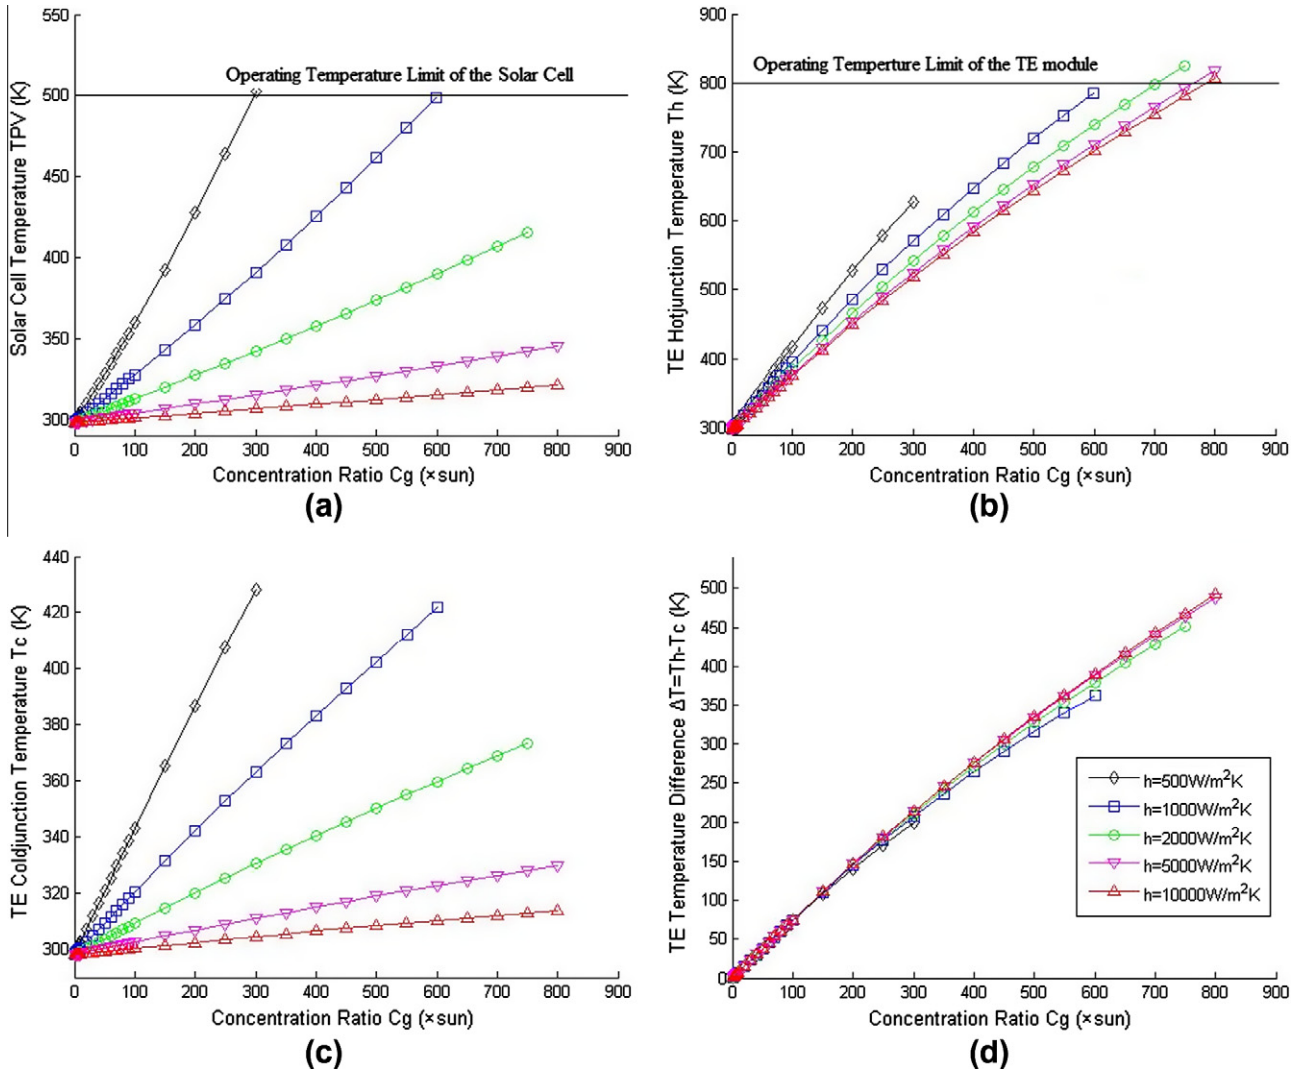 550
500
450
400
350
300
0 100 200 300 400 500 600 700 800 900
Solar Cell Temperature TPV (K)
Operating Temperature Limit of the Solar Cell
Concentration Ratio Cg (×sun)
(a)
900
800
700
600
500
400
300
0 100 200 300 400 500 600 700 800 900
TE Hotjunction Temperature Th (K)
Operating Temperture Limit of the TE module
Concentration Ratio Cg (×sun)
(b)
440
420
400
380
360
340
320
300
0 100 200 300 400 500 600 700 800 900
TE Coldjunction Temperature Tc (K)
Concentration Ratio Cg (×sun)
(c)
500
450
400
350
300
250
200
150
100
50
0
0 100 200 300 400 500 600 700 800 900
TE Temperature Difference ΔT=Th-Tc (K)
h=500W/m²K
h=1000W/m²K
h=2000W/m²K
h=5000W/m²K
h=10000W/m²K
Concentration Ratio Cg (×sun)
(d)